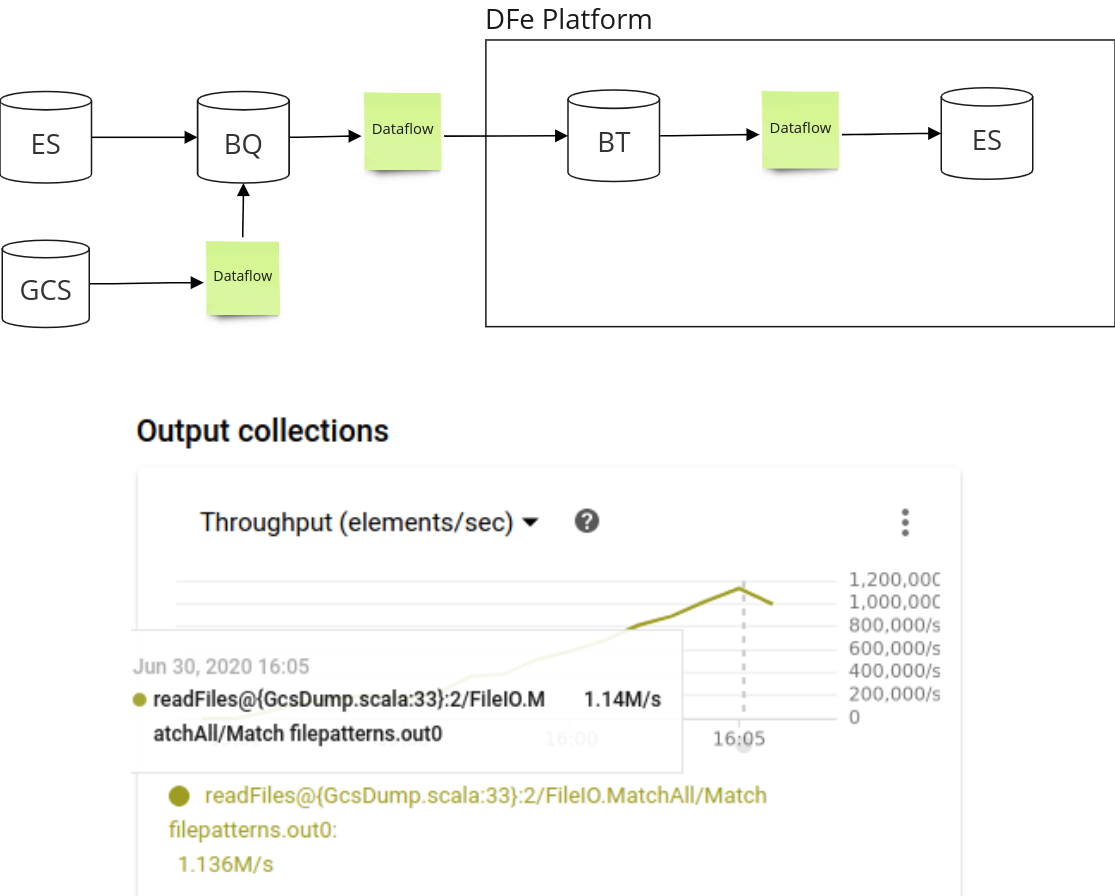 DFe Platform
ES
BQ
Dataflow
BT
Dataflow
ES
GCS
Dataflow
Output collections
Throughput (elements/sec)
1,200,000
1,000,000
800,000/s
600,000/s
400,000/s
200,000/s
0
16:00
16:05
Jun 30, 2020 16:05
readFiles@{GcsDump.scala:33}:2/FileIO.M 1.14M/s
atchAll/Match filepatterns.out0
readFiles@{GcsDump.scala:33}:2/FileIO.MatchAll/Match
filepatterns.out0:
1.136M/s